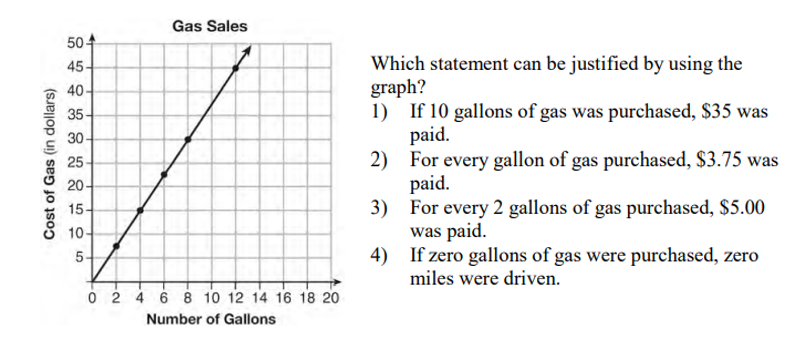 Gas Sales
50
45
40
35
30
25
20
15
10
5
Cost of Gas (in dollars)
0 2 4 6 8 10 12 14 16 18 20
Number of Gallons
Which statement can be justified by using the
graph?
1) If 10 gallons of gas was purchased, $35 was
paid.
2) For every gallon of gas purchased, $3.75 was
paid.
3) For every 2 gallons of gas purchased, $5.00
was paid.
4) If zero gallons of gas were purchased, zero
miles were driven.